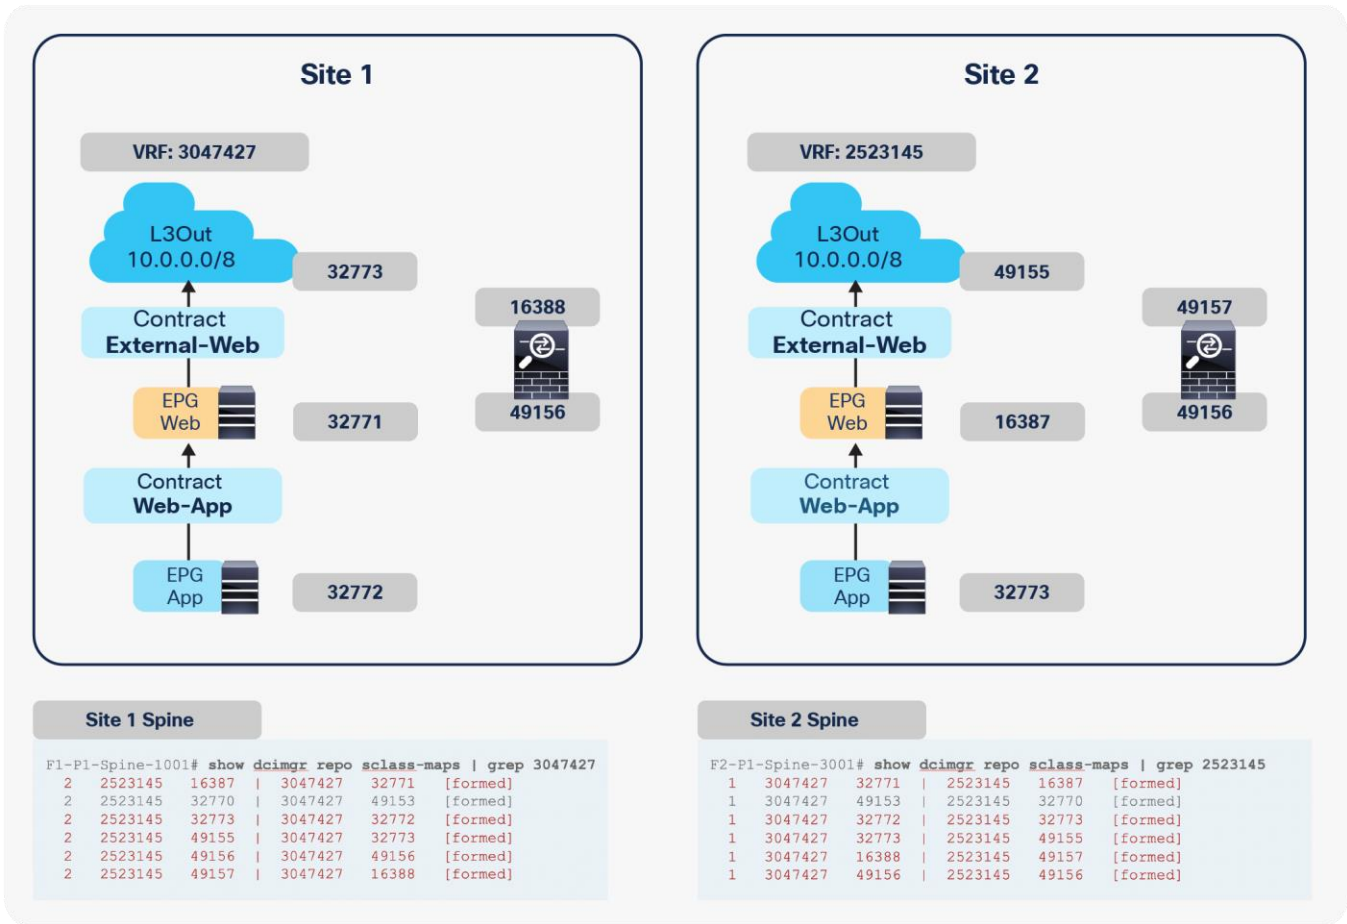 Site 1
VRF: 3047427
L3Out
10.0.0.0/8
32773
Contract
External-Web
16388
EPG
Web
32771
49156
Contract
Web-App
EPG
App
32772
Site 2
VRF: 2523145
L3Out
10.0.0.0/8
49155
Contract
External-Web
49157
EPG
Web
16387
49156
Contract
Web-App
EPG
App
32773
Site 1 Spine
F1-P1-Spine-1001# show dcimgr repo sclass-maps | grep 3047427
2 2523145 16387 | 3047427 32771 [formed]
2 2523145 32770 | 3047427 49153 [formed]
2 2523145 32773 | 3047427 32772 [formed]
2 2523145 49155 | 3047427 32773 [formed]
2 2523145 49156 | 3047427 49156 [formed]
2 2523145 49157 | 3047427 16388 [formed]
Site 2 Spine
F2-P1-Spine-3001# show dcimgr repo sclass-maps | grep 2523145
1 3047427 32771 | 2523145 16387 [formed]
1 3047427 49153 | 2523145 32770 [formed]
1 3047427 32772 | 2523145 32773 [formed]
1 3047427 32773 | 2523145 49155 [formed]
1 3047427 16388 | 2523145 49157 [formed]
1 3047427 49156 | 2523145 49156 [formed]